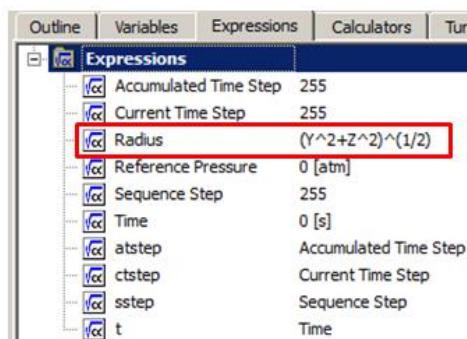 Outline Variables Expressions Calculators Tur
Expressions
Accumulated Time Step 255
Current Time Step 255
Radius (Y^2+Z^2)^(1/2)
Reference Pressure 0 [atm]
Sequence Step 255
Time 0 [s]
atstep Accumulated Time Step
ctstep Current Time Step
sstep Sequence Step
t Time